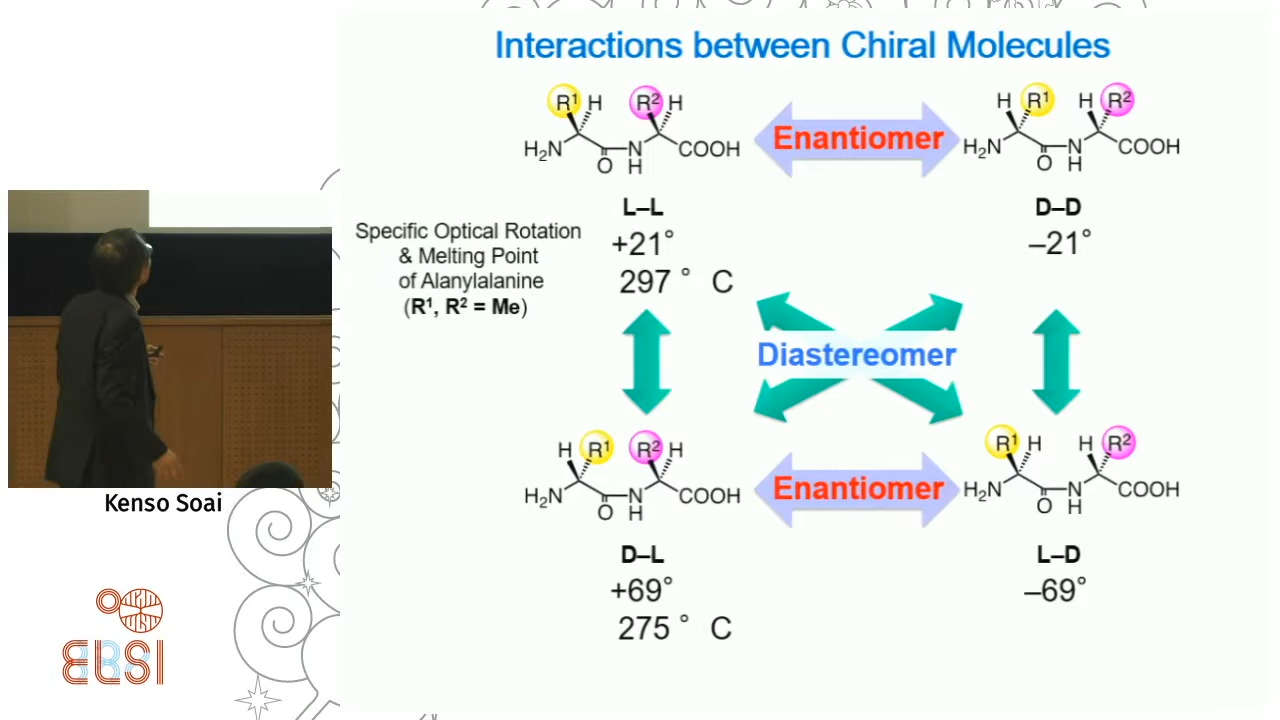 Interactions between Chiral Molecules
R¹ H R² H
H₂N O N H COOH
Enantiomer
H R¹ H R²
H₂N O N H COOH
L–L
D–D
Specific Optical Rotation
& Melting Point
of Alanylalanine
(R¹, R² = Me)
+21°
297 ° C
–21°
Diastereomer
H R¹ R² H
H₂N O N H COOH
Enantiomer
R¹ H H R²
H₂N O N H COOH
D–L
+69°
275 ° C
L–D
–69°
Kenso Soai
ELSI